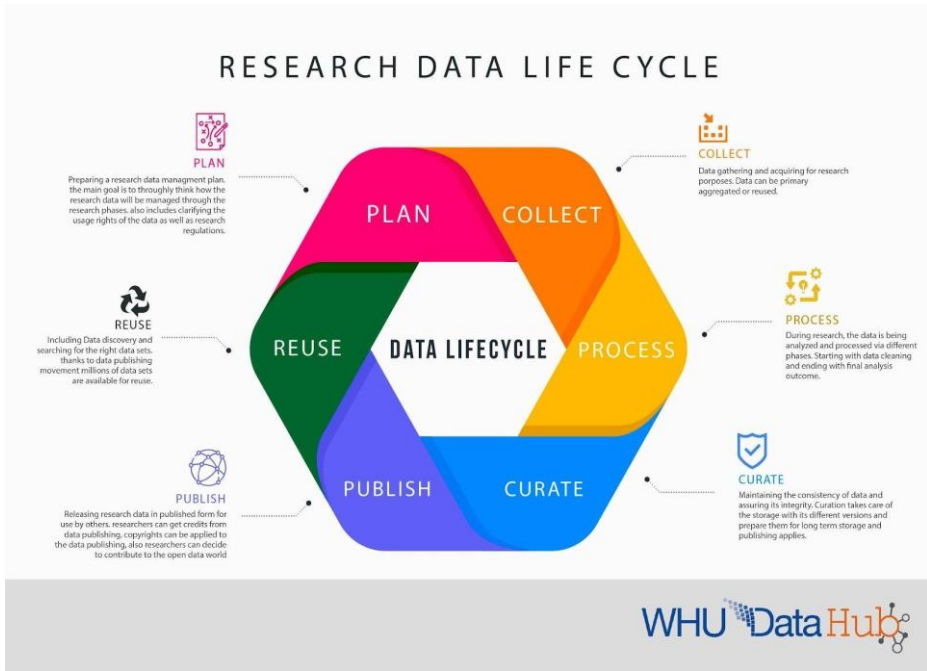 RESEARCH DATA LIFE CYCLE
PLAN
Preparing a research data managment plan.
the main goal is to throughly think how the
research data will be managed through the
research phases. also includes clarifying the
usage rights of the data as well as research
regulations.
COLLECT
Data gathering and acquiring for research
purposes. Data can be primary
aggregated or reused.
PLAN
COLLECT
REUSE
Including Data discovery and
searching for the right data sets.
thanks to data publishing
movement millions of data sets
are available for reuse.
REUSE
DATA LIFECYCLE
PROCESS
PROCESS
During research, the data is being
analyzed and processed via different
phases. Starting with data cleaning
and ending with final analysis
outcome.
PUBLISH
Releasing research data in published form for
use by others. researchers can get credits from
data publishing, copyrights can be applied to
the data publishing, also researchers can decide
to contribute to the open data world
PUBLISH
CURATE
CURATE
Maintaining the consistency of data and
assuring its integrity. Curation takes care of
the storage with its different versions and
prepare them for long term storage and
publishing applies.
WHU Data Hub